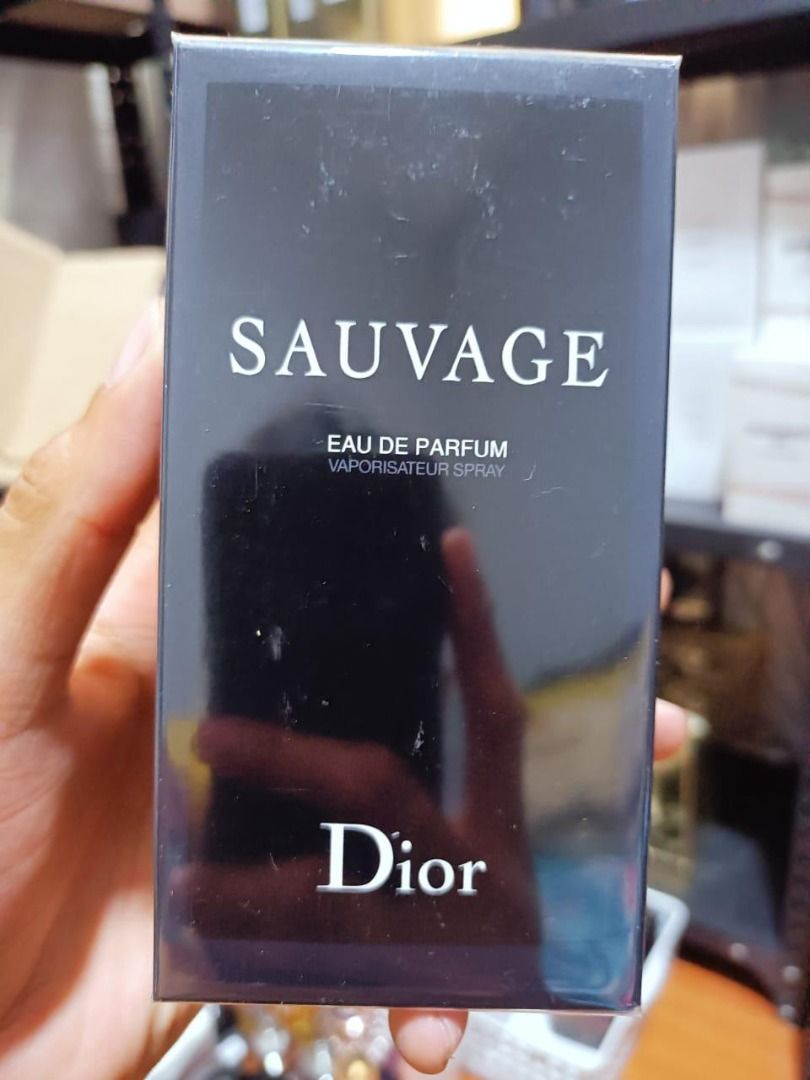 SAUVAGE
EAU DE PARFUM
VAPORISATEUR SPRAY
Dior